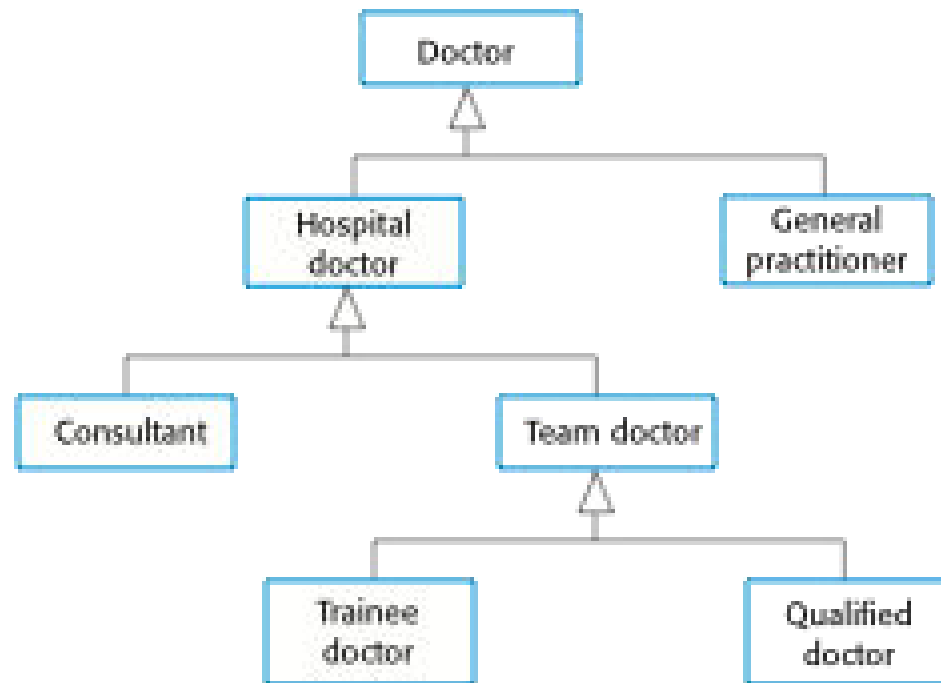 Doctor
Hospital
doctor
General
practitioner
Consultant
Team doctor
Trainee
doctor
Qualified
doctor